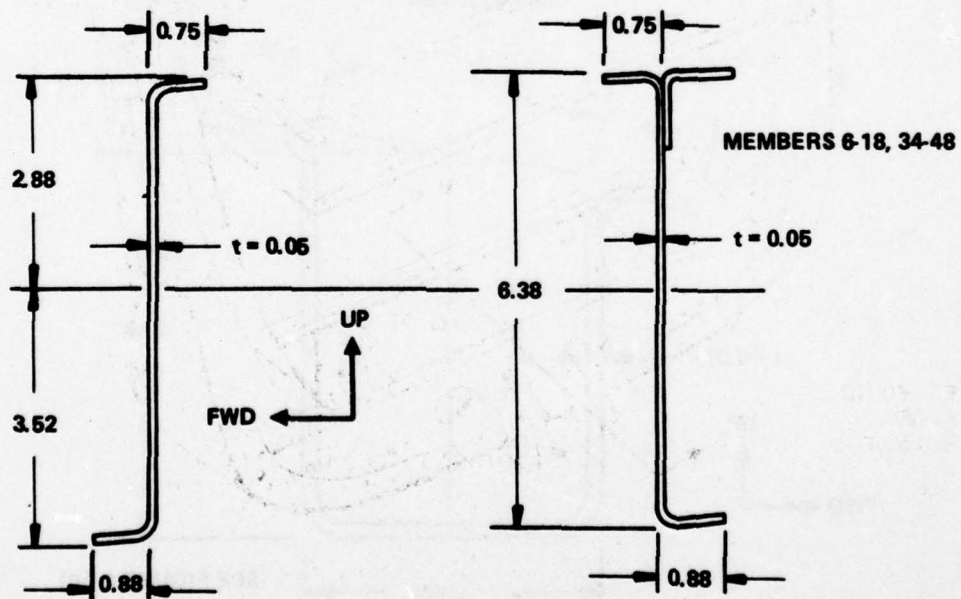 0.75
0.75
2.88
MEMBERS 6-18, 34-48
t = 0.05
t = 0.05
6.38
UP
FWD
3.52
0.88
0.88